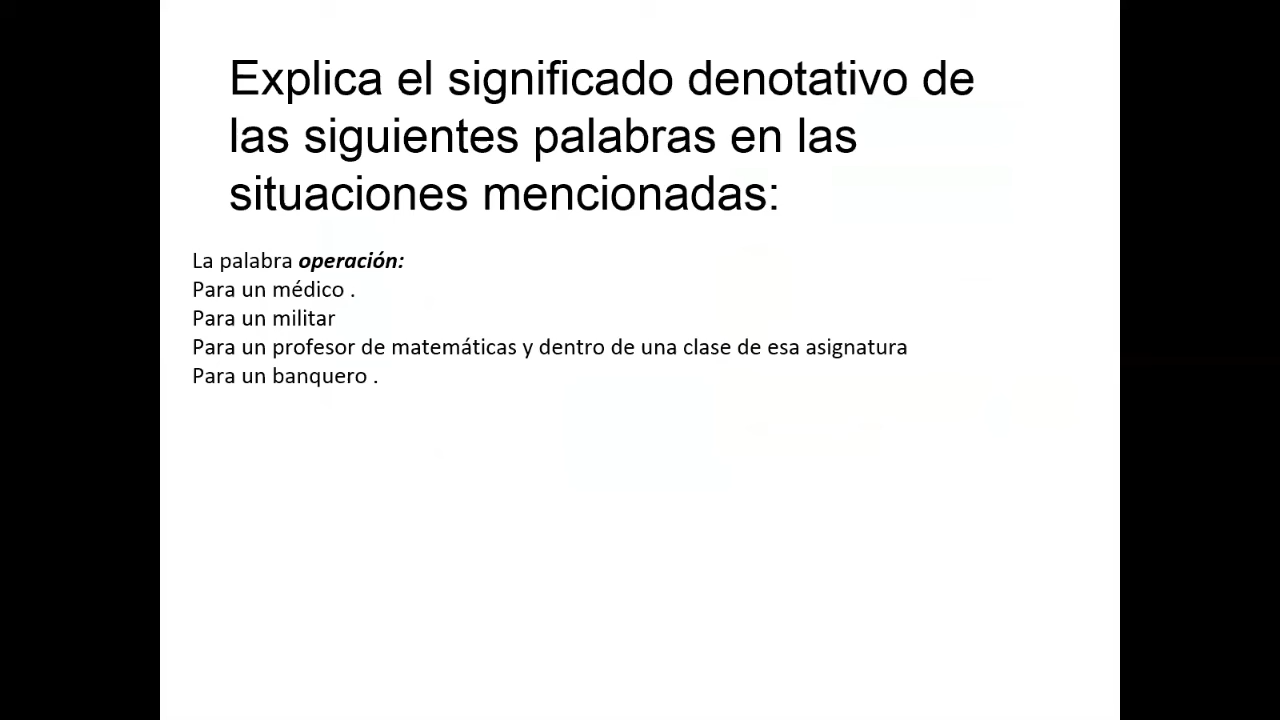 Explica el significado denotativo de
las siguientes palabras en las
situaciones mencionadas:
La palabra operación:
Para un médico .
Para un militar
Para un profesor de matemáticas y dentro de una clase de esa asignatura
Para un banquero .